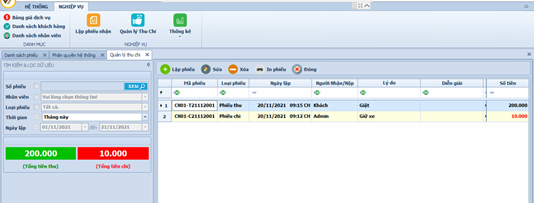 HỆ THỐNG NGHIỆP VỤ
Bảng giá dịch vụ
Danh sách khách hàng
Danh sách nhân viên
Lập phiếu nhận Quản lý Thu Chi Thống kê
DANH MỤC NGHIỆP VỤ
Danh sách phiếu Phân quyền hệ thống Quản lý thu chi
TÌM KIẾM & LỌC DỮ LIỆU
Số phiếu XEM
Nhân viên Vui lòng chọn thông tin!
Loại phiếu Tất cả.
Thời gian Tháng này
Ngày lập 01/11/2021 21/11/2021
200.000 10.000
(Tổng tiền thu) (Tổng tiền chi)
Lập phiếu Sửa Xóa In phiếu Đóng
Mã phiếu Loại phiếu Ngày lập Người Nhận/Nộp Lý do Diễn giải Số tiền
1 CN01-T21112001 Phiếu thu 20/11/2021 09:15 CH Khách Giặt 200.000
2 CN01-C21112001 Phiếu chi 20/11/2021 09:12 CH Admin Giữ xe 10.000